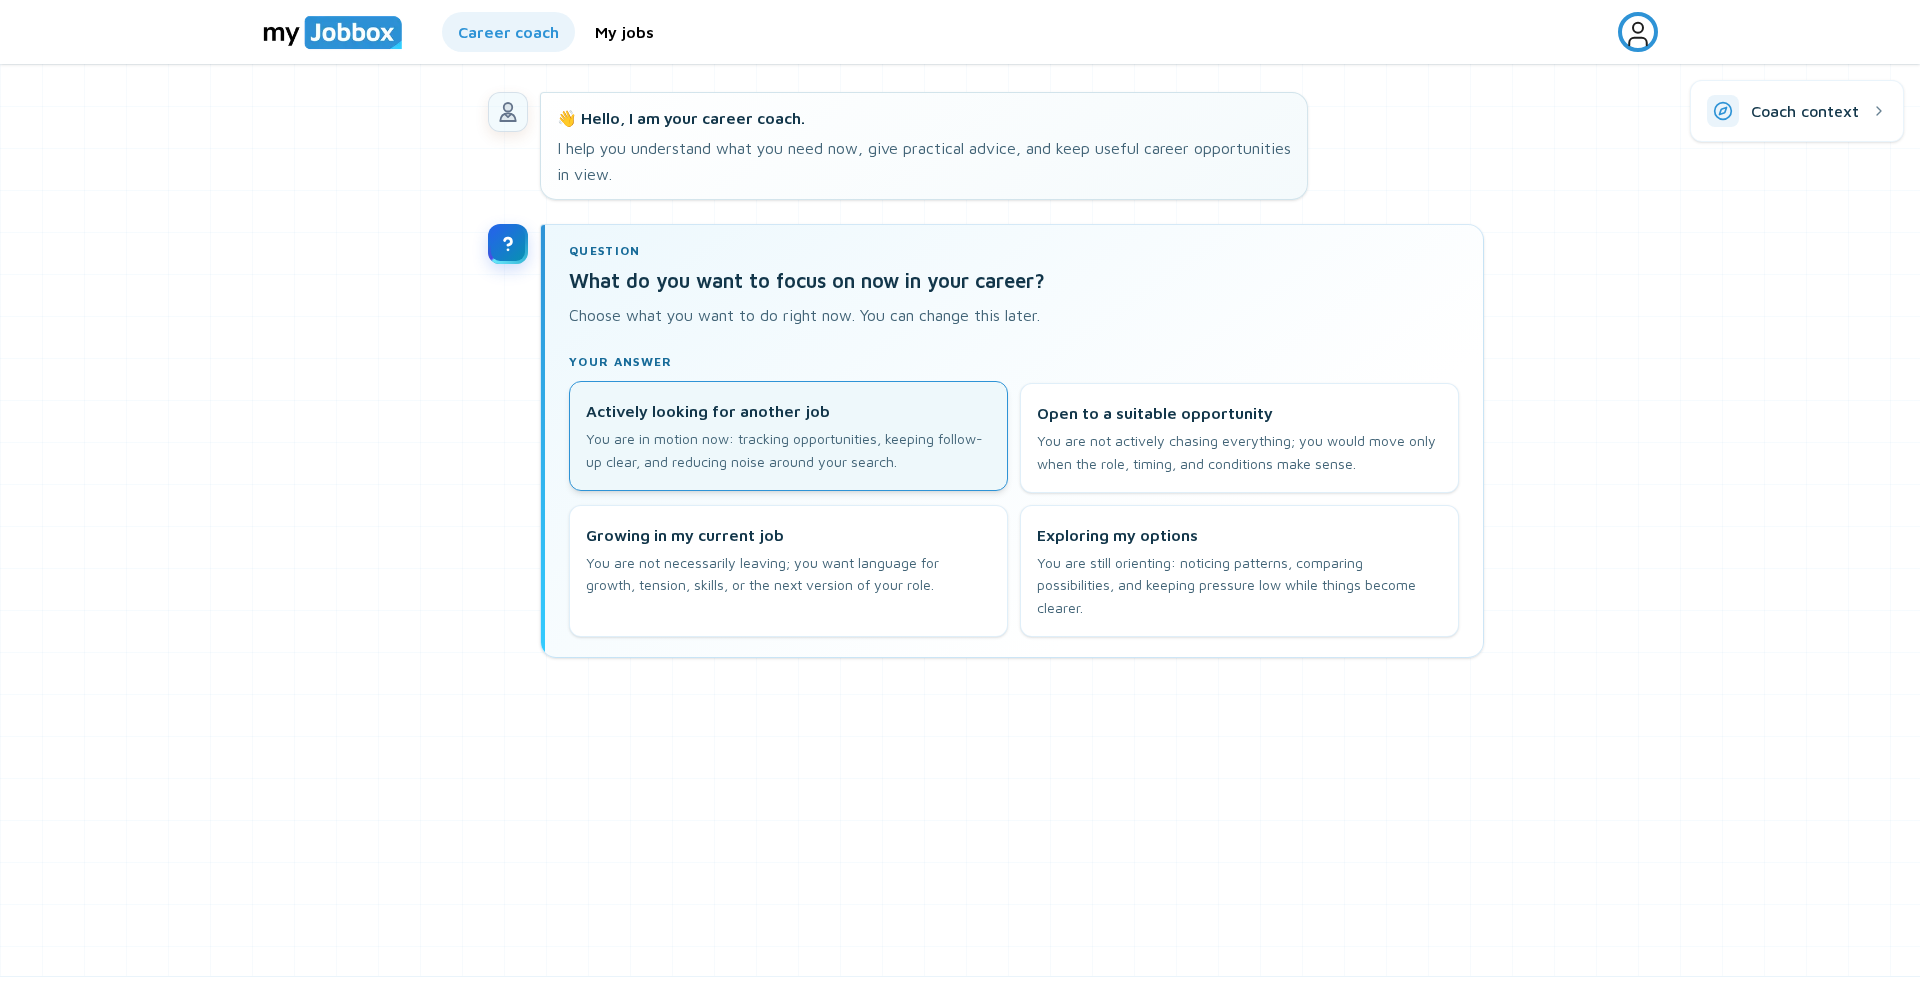 my Jobbox
Career coach
My jobs
Coach context
👋 Hello, I am your career coach.
I help you understand what you need now, give practical advice, and keep useful career opportunities
in view.
?
QUESTION
What do you want to focus on now in your career?
Choose what you want to do right now. You can change this later.
YOUR ANSWER
Actively looking for another job
You are in motion now: tracking opportunities, keeping follow-
up clear, and reducing noise around your search.
Open to a suitable opportunity
You are not actively chasing everything; you would move only
when the role, timing, and conditions make sense.
Growing in my current job
You are not necessarily leaving; you want language for
growth, tension, skills, or the next version of your role.
Exploring my options
You are still orienting: noticing patterns, comparing
possibilities, and keeping pressure low while things become
clearer.